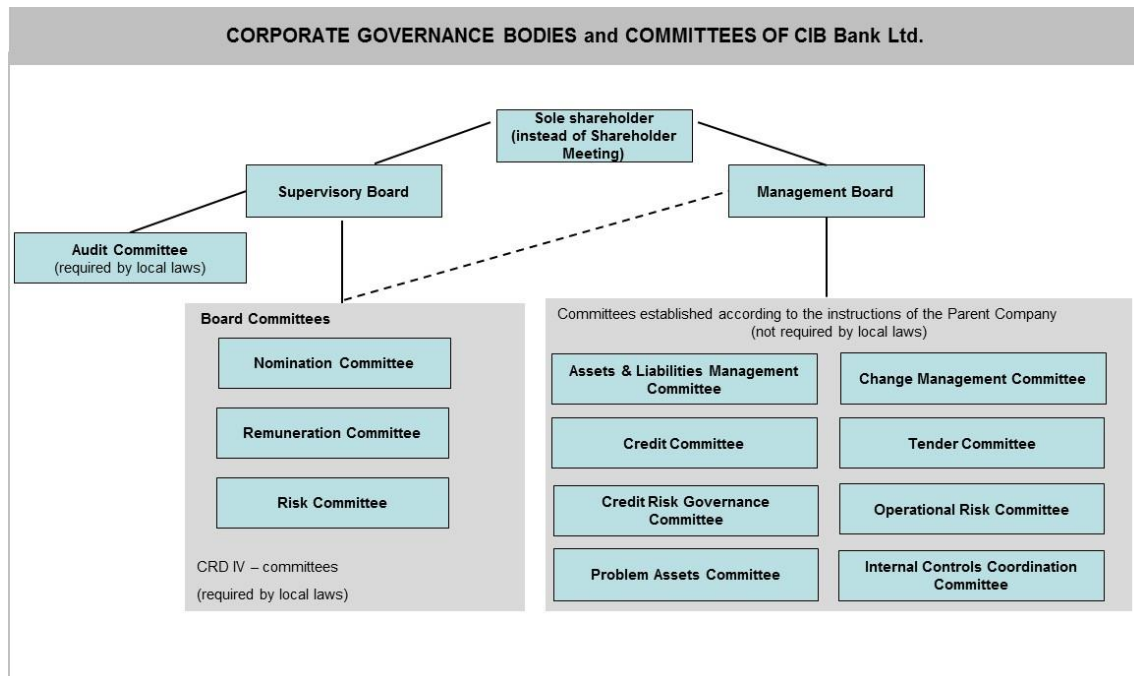 CORPORATE GOVERNANCE BODIES and COMMITTEES OF CIB Bank Ltd.
Sole shareholder
(instead of Shareholder
Meeting)
Supervisory Board
Management Board
Audit Committee
(required by local laws)
Board Committees
Nomination Committee
Remuneration Committee
Risk Committee
CRD IV – committees
(required by local laws)
Committees established according to the instructions of the Parent Company
(not required by local laws)
Assets & Liabilities Management
Committee
Change Management Committee
Credit Committee
Tender Committee
Credit Risk Governance
Committee
Operational Risk Committee
Problem Assets Committee
Internal Controls Coordination
Committee